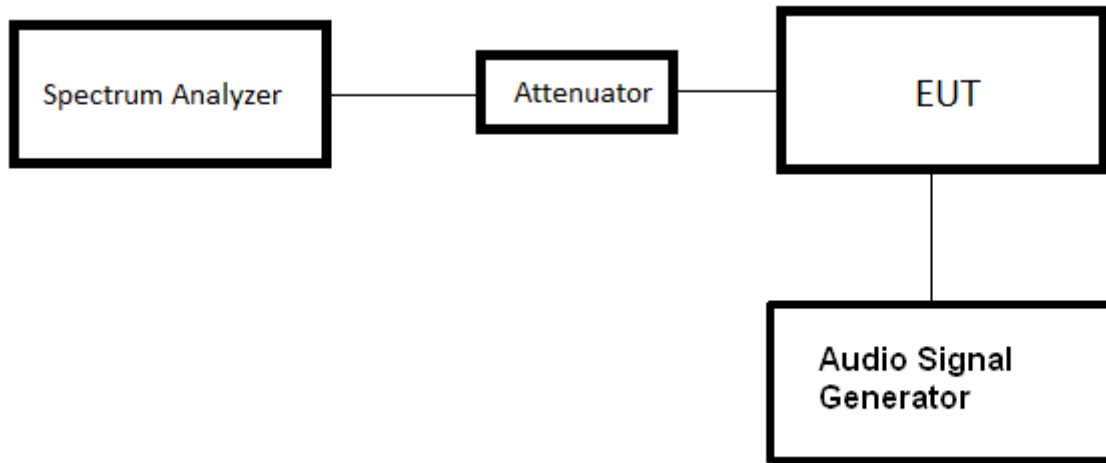 Spectrum Analyzer
Attenuator
EUT
Audio Signal
Generator